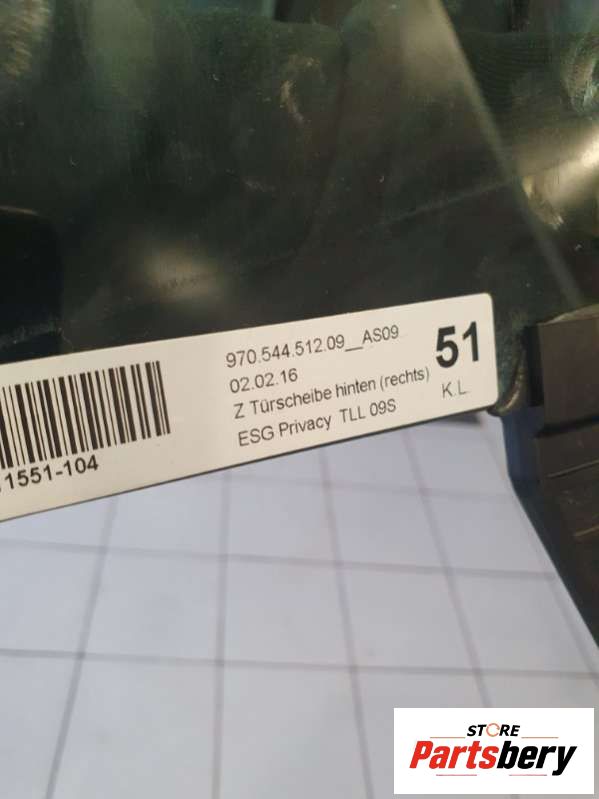 970.544.512.09__AS09
02.02.16
Z Türscheibe hinten (rechts)
ESG Privacy TLL 09S
51
K.L.
1551-104
STORE
Partsbery